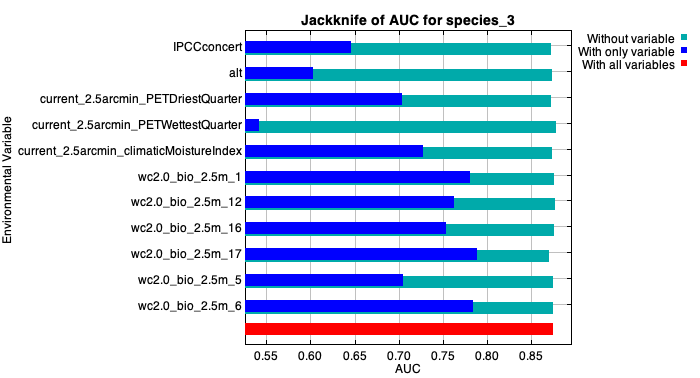 Jackknife of AUC for species_3
Without variable
With only variable
With all variables
Environmental Variable
IPCCconcert
alt
current_2.5arcmin_PETDriestQuarter
current_2.5arcmin_PETWettestQuarter
current_2.5arcmin_climaticMoistureIndex
wc2.0_bio_2.5m_1
wc2.0_bio_2.5m_12
wc2.0_bio_2.5m_16
wc2.0_bio_2.5m_17
wc2.0_bio_2.5m_5
wc2.0_bio_2.5m_6
0.55 0.60 0.65 0.70 0.75 0.80 0.85
AUC